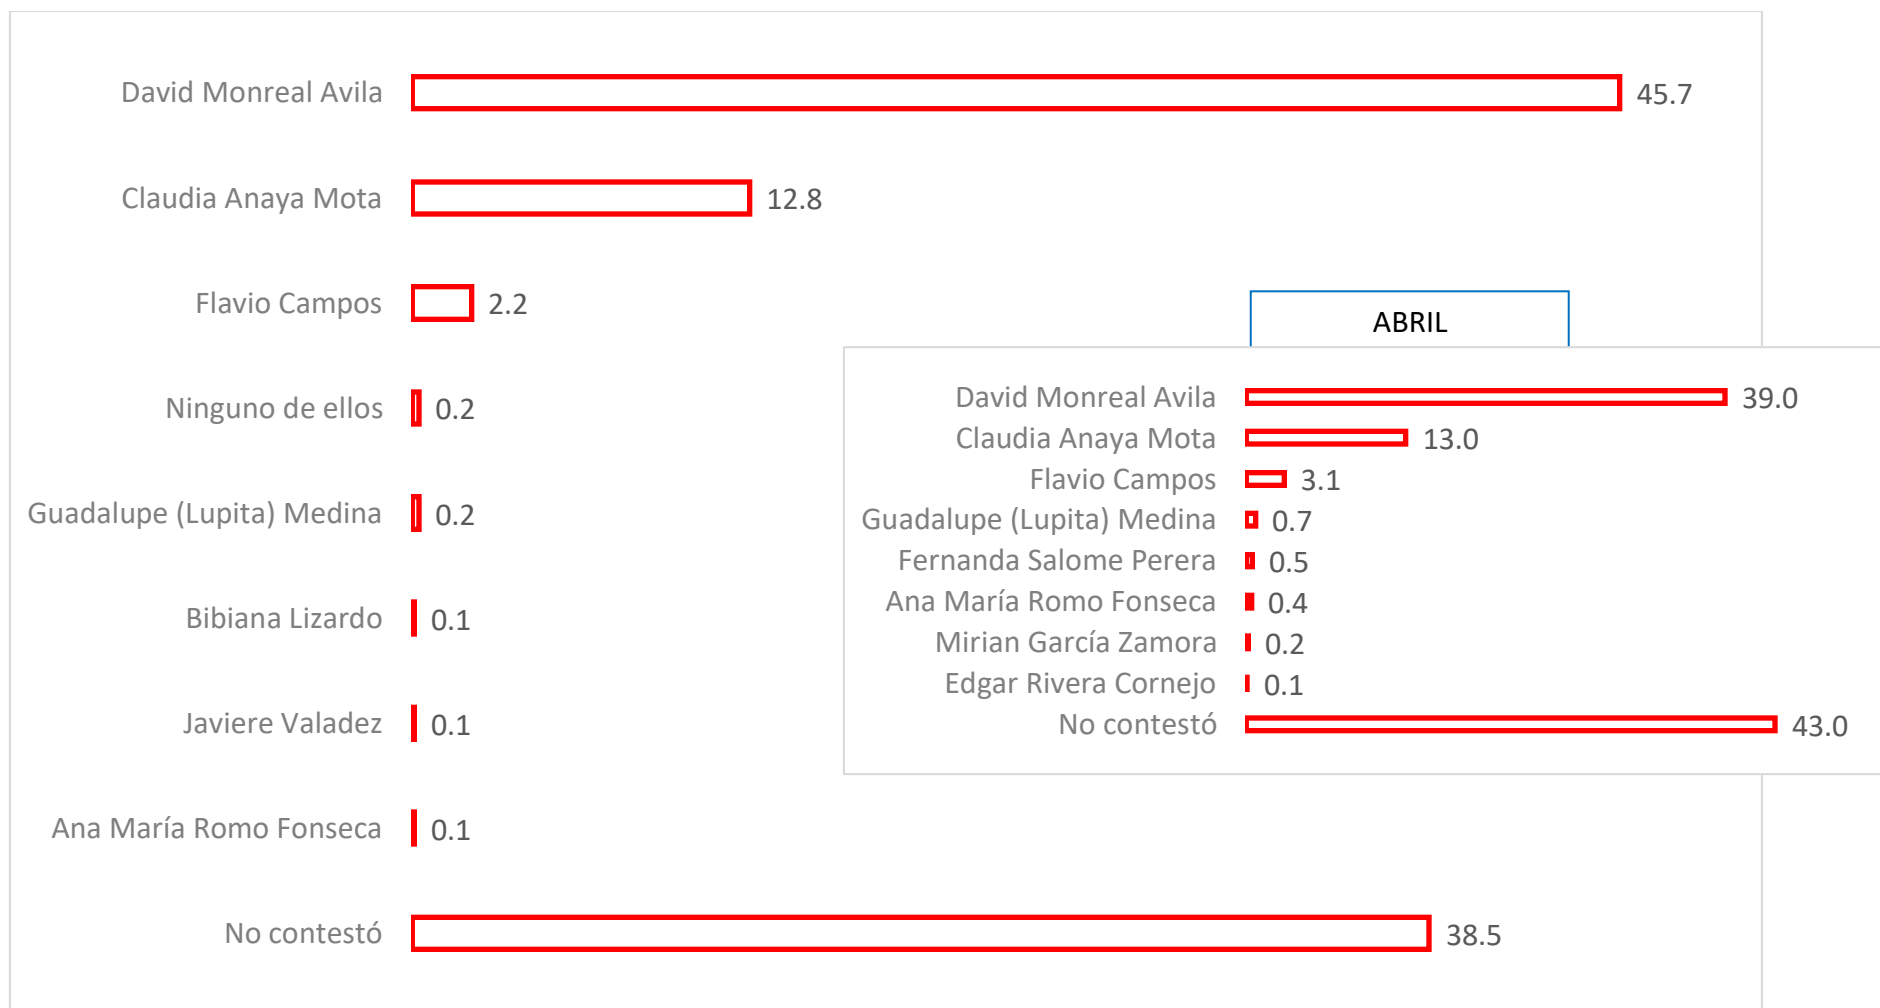 David Monreal Avila 45.7
Claudia Anaya Mota 12.8
Flavio Campos 2.2
Ninguno de ellos 0.2
Guadalupe (Lupita) Medina 0.2
Bibiana Lizardo 0.1
Javiere Valadez 0.1
Ana María Romo Fonseca 0.1
No contestó 38.5
ABRIL
David Monreal Avila 39.0
Claudia Anaya Mota 13.0
Flavio Campos 3.1
Guadalupe (Lupita) Medina 0.7
Fernanda Salome Perera 0.5
Ana María Romo Fonseca 0.4
Mirian García Zamora 0.2
Edgar Rivera Cornejo 0.1
No contestó 43.0